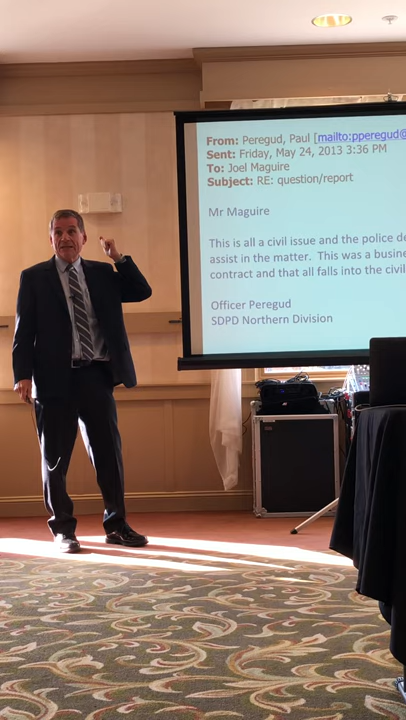 From: Peregud, Paul [mailto:pperegud@
Sent: Friday, May 24, 2013 3:36 PM
To: Joel Maguire
Subject: RE: question/report
Mr Maguire
This is all a civil issue and the police de
assist in the matter. This was a busine
contract and that all falls into the civil
Officer Peregud
SDPD Northern Division